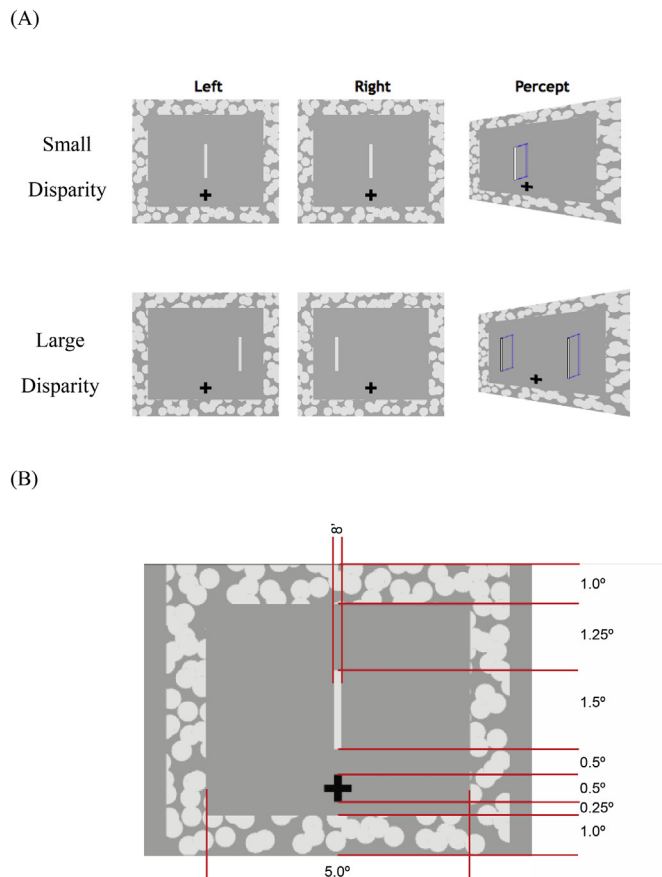 (A)
Left Right Percept
Small
Disparity
Large
Disparity
(B)
8'
1.0º
1.25º
1.5º
0.5º
0.5º
0.25º
1.0º
5.0º